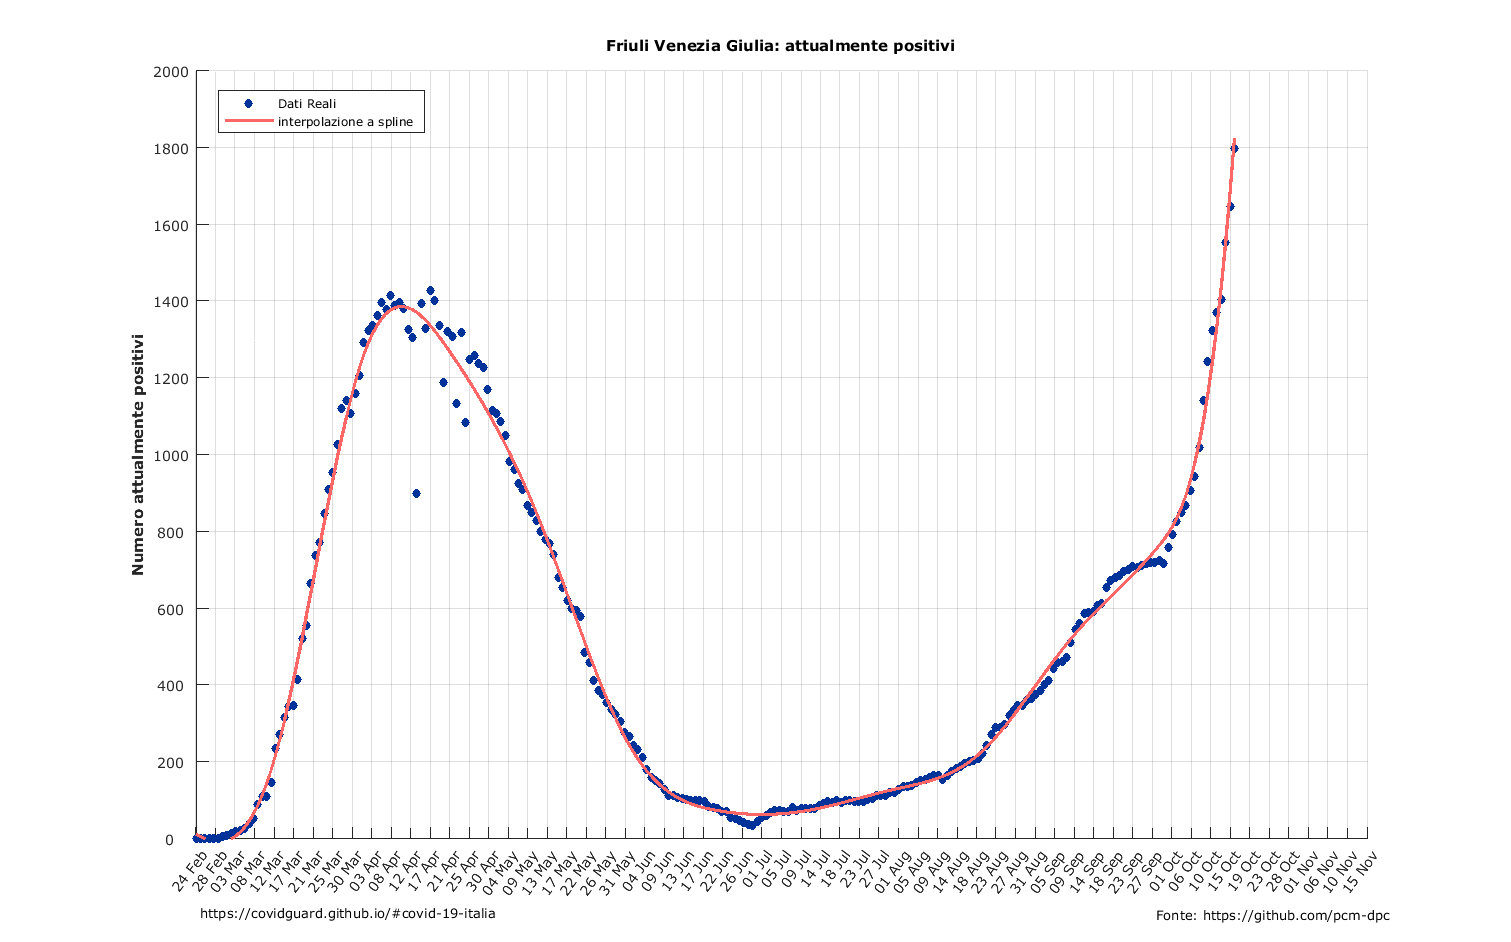 Friuli Venezia Giulia: attualmente positivi
Dati Reali
interpolazione a spline
Numero attualmente positivi
2000
1800
1600
1400
1200
1000
800
600
400
200
0
24 Feb
28 Feb
03 Mar
08 Mar
12 Mar
17 Mar
21 Mar
25 Mar
30 Mar
03 Apr
08 Apr
12 Apr
17 Apr
21 Apr
25 Apr
30 Apr
04 May
09 May
13 May
17 May
22 May
26 May
31 May
04 Jun
09 Jun
13 Jun
17 Jun
22 Jun
26 Jun
01 Jul
05 Jul
09 Jul
14 Jul
18 Jul
23 Jul
27 Jul
01 Aug
05 Aug
09 Aug
14 Aug
18 Aug
23 Aug
27 Aug
31 Aug
05 Sep
09 Sep
14 Sep
18 Sep
23 Sep
27 Sep
01 Oct
06 Oct
10 Oct
15 Oct
19 Oct
23 Oct
28 Oct
01 Nov
06 Nov
10 Nov
15 Nov
https://covidguard.github.io/#covid-19-italia
Fonte: https://github.com/pcm-dpc